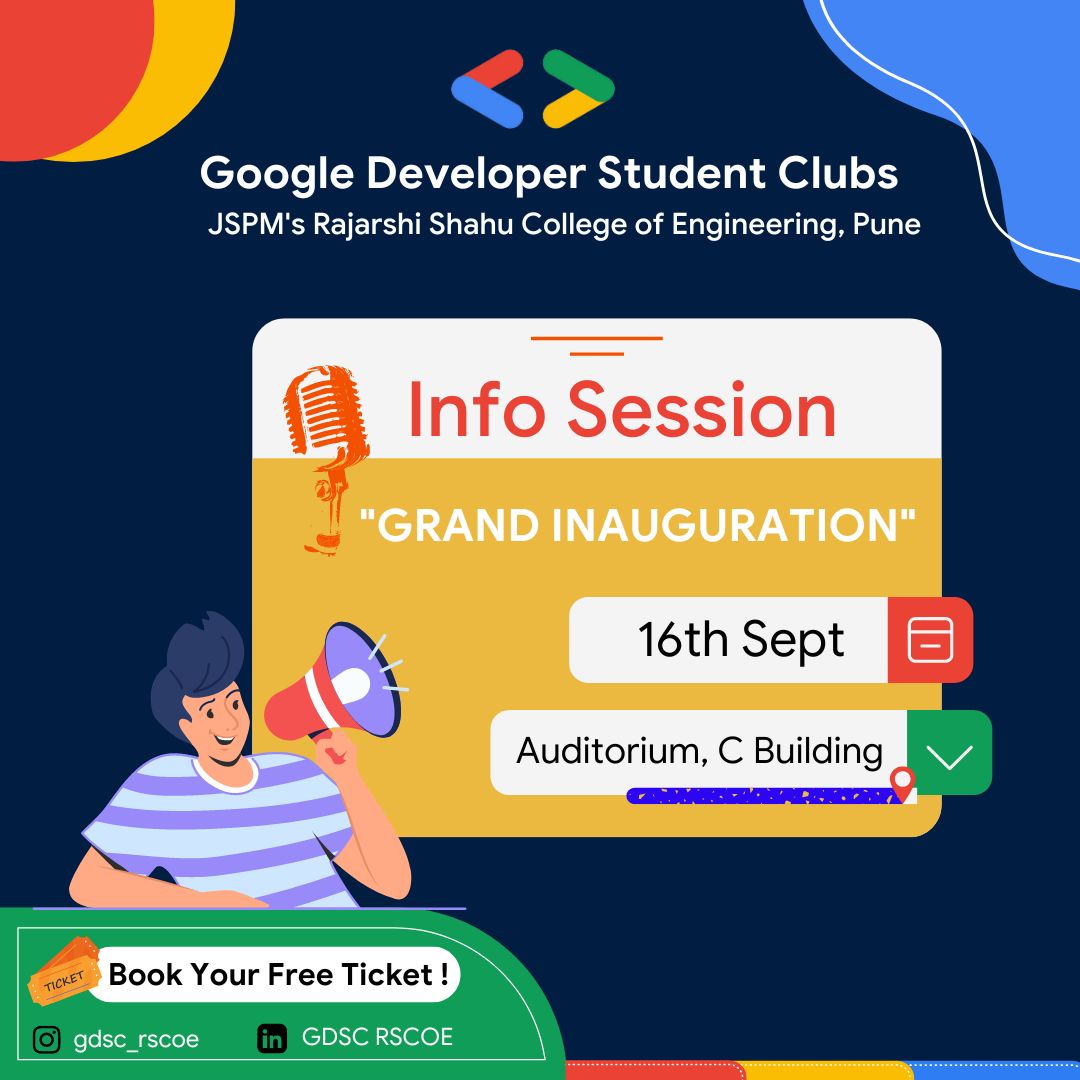 Google Developer Student Clubs
JSPM's Rajarshi Shahu College of Engineering, Pune
Info Session
"GRAND INAUGURATION"
16th Sept
Auditorium, C Building
TICKET
Book Your Free Ticket !
gdsc_rscoe
in GDSC RSCOE